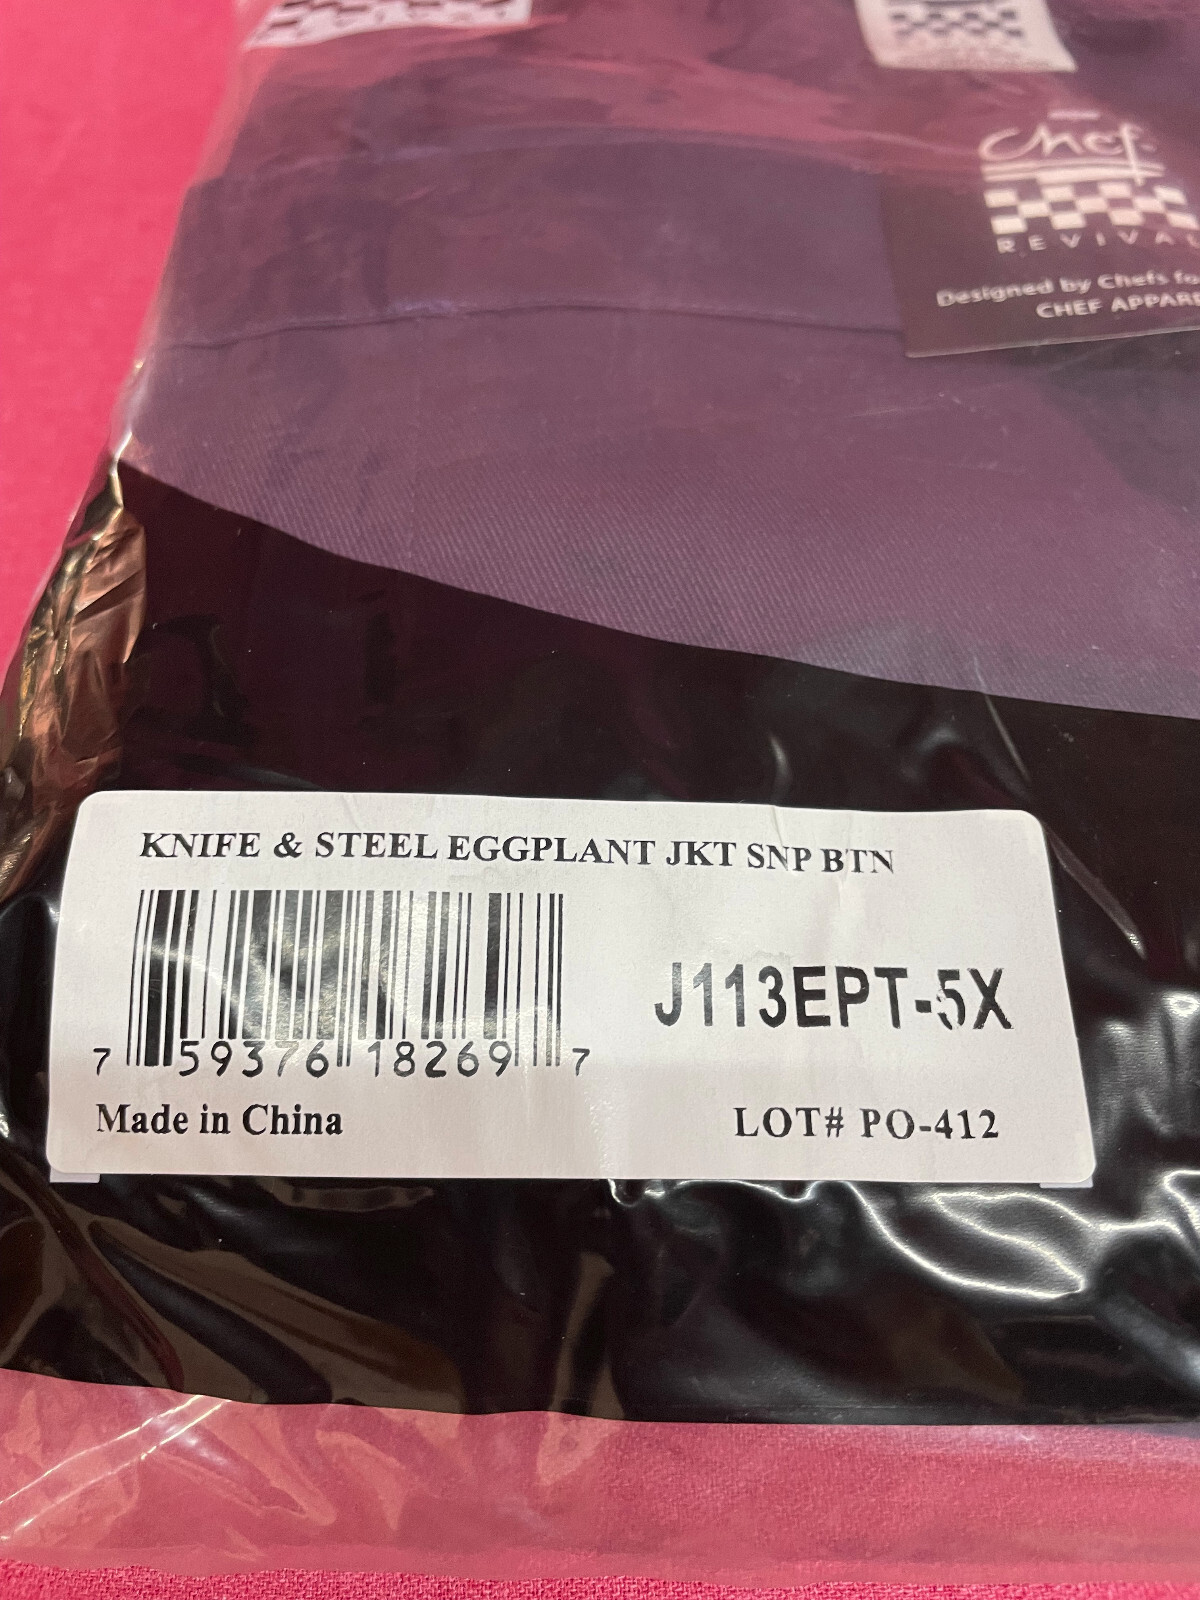 Chef
REVIVAL
Designed by Chefs fo
CHEF APPAR
KNIFE & STEEL EGGPLANT JKT SNP BTN
J113EPT-5X
7 59376 18269 7
Made in China
LOT# PO-412